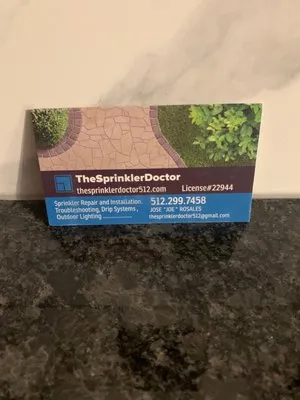 TheSprinklerDoctor
thesprinklerdoctor512.com License#22944
Sprinkler Repair and Installation,
Troubleshooting, Drip Systems,
Outdoor Lighting
512.299.7458
JOSE "JOE" ROSALES
thesprinklerdoctor512@gmail.com